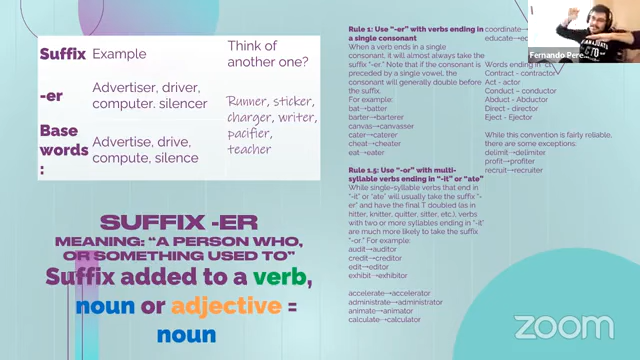 Suffix Example Think of another one?
-er Advertiser, driver, computer. silencer
Runner, sticker, charger, writer, pacifier, teacher
Base words: Advertise, drive, compute, silence
SUFFIX -ER
MEANING: “A PERSON WHO,
OR SOMETHING USED TO”
Suffix added to a verb,
noun or adjective =
noun
Rule 1: Use “-er” with verbs ending in
a single consonant
When a verb ends in a single
consonant, it will almost always take the
suffix “-er.” Note that if the consonant is
preceded by a single vowel, the
consonant will generally double before
the suffix.
For example:
bat→batter
barter→barterer
canvas→canvasser
cater→caterer
cheat→cheater
eat→eater
Rule 1.5: Use “-or” with multi-
syllable verbs ending in “-it” or “ate”
While single-syllable verbs that end in
“-it” or “ate” will usually take the suffix “-
er” and have the final T doubled (as in
hitter, knitter, quitter, sitter, etc.), verbs
with two or more syllables ending in “-it”
are much more likely to take the suffix
“-or.” For example:
audit→auditor
credit→creditor
edit→editor
exhibit→exhibitor
accelerate→accelerator
administrate→administrator
animate→animator
calculate→calculator
coordinate→
educate→
Words ending in
Contract - contractor
Act - actor
Conduct – conductor
Abduct - Abductor
Direct - director
Eject - Ejector
While this convention is fairly reliable,
there are some exceptions:
delimit→delimiter
profit→profiter
recruit→recruiter
Fernando
zoom